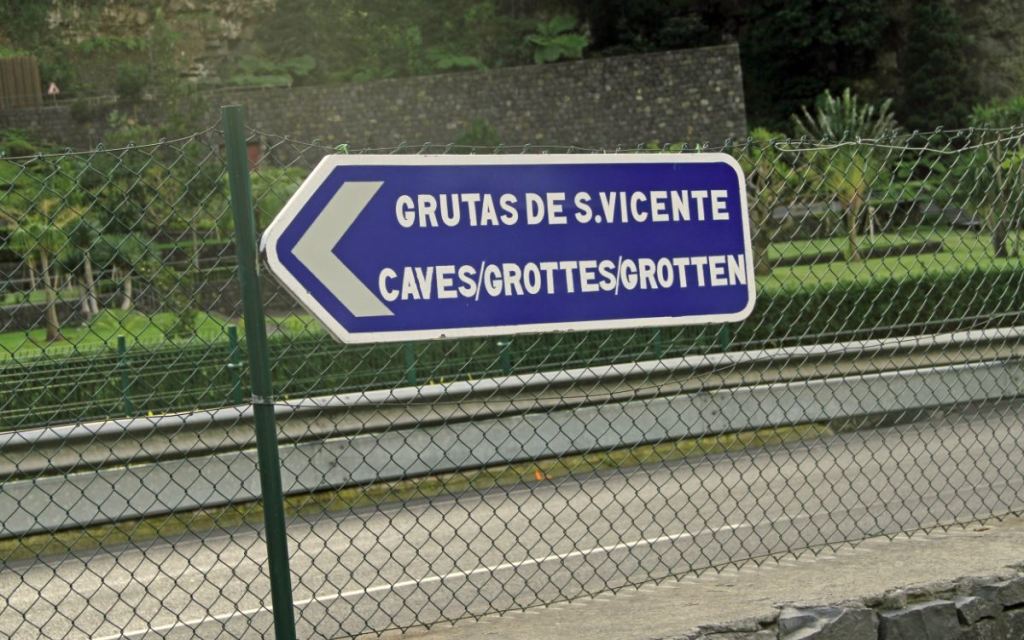 GRUTAS DE S.VICENTE
CAVES/GROTTES/GROTTEN